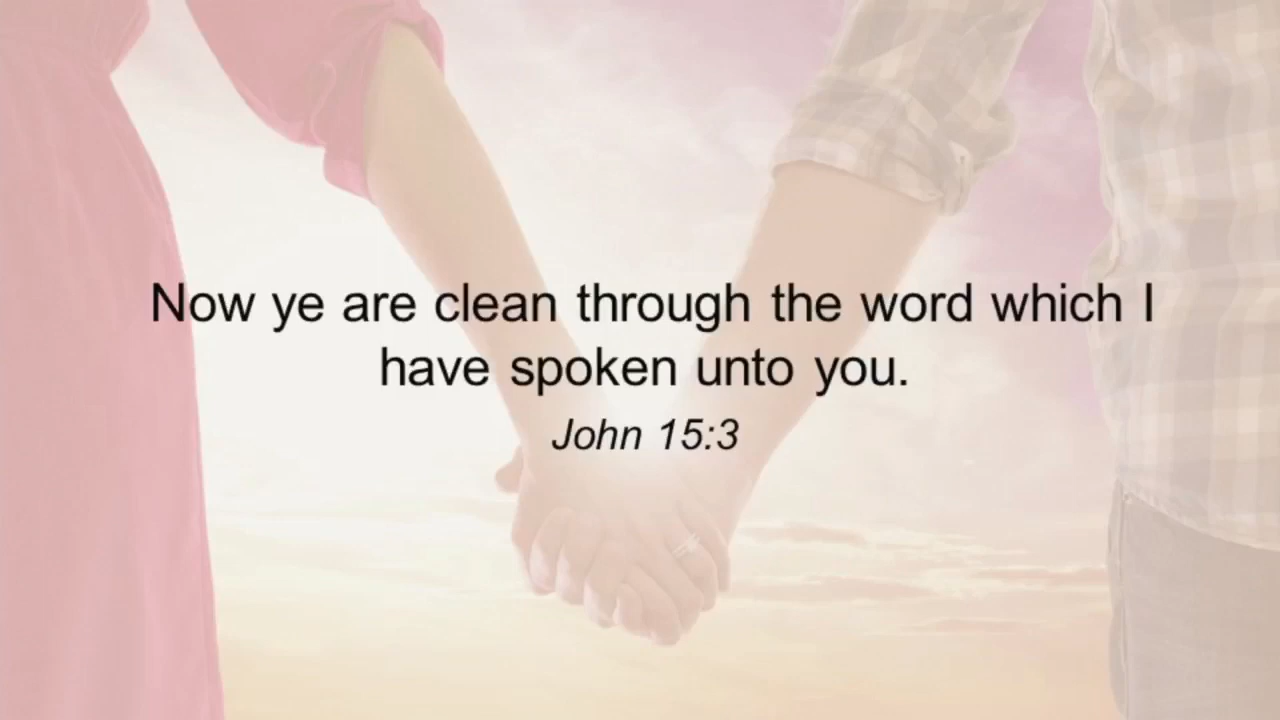 Now ye are clean through the word which I
have spoken unto you.
John 15:3